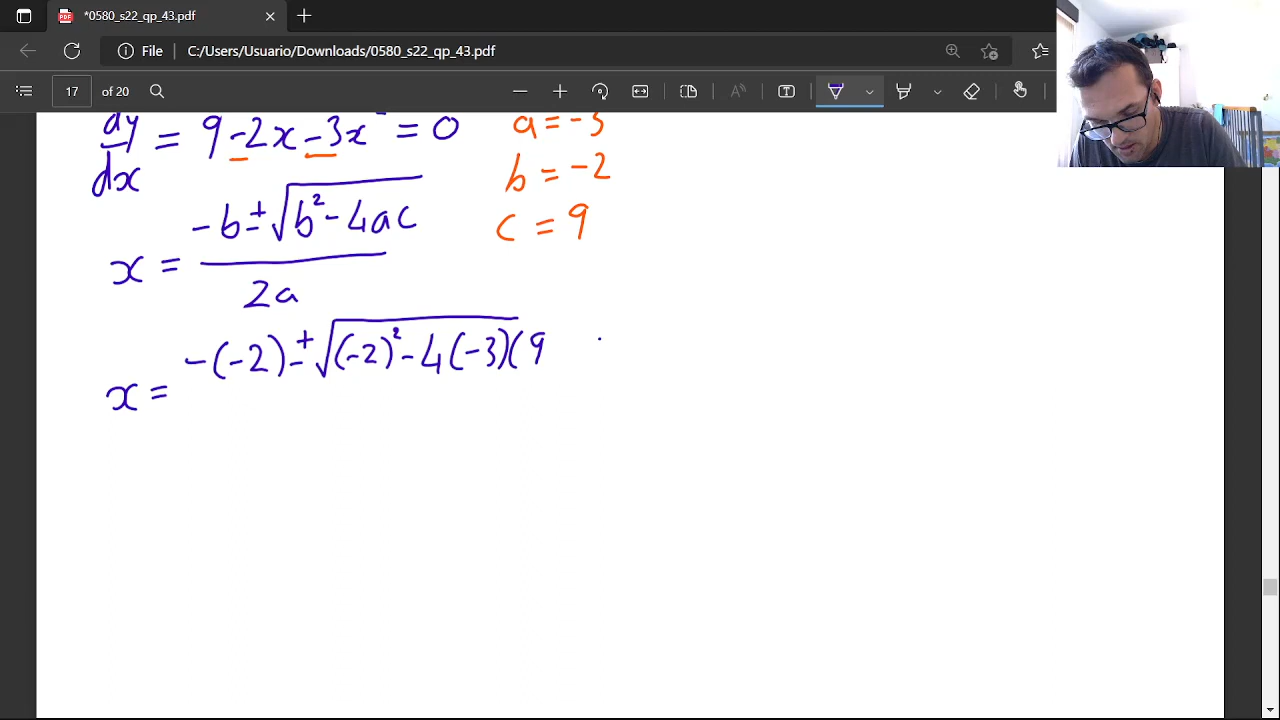 *0580_s22_qp_43.pdf
File C:/Users/Usuario/Downloads/0580_s22_qp_43.pdf
17 of 20
dy/dx = 9 - 2x - 3x² = 0
a = -3
b = -2
c = 9
x = (-b ± √(b² - 4ac)) / 2a
x = -(-2) ± √((-2)² - 4(-3)(9